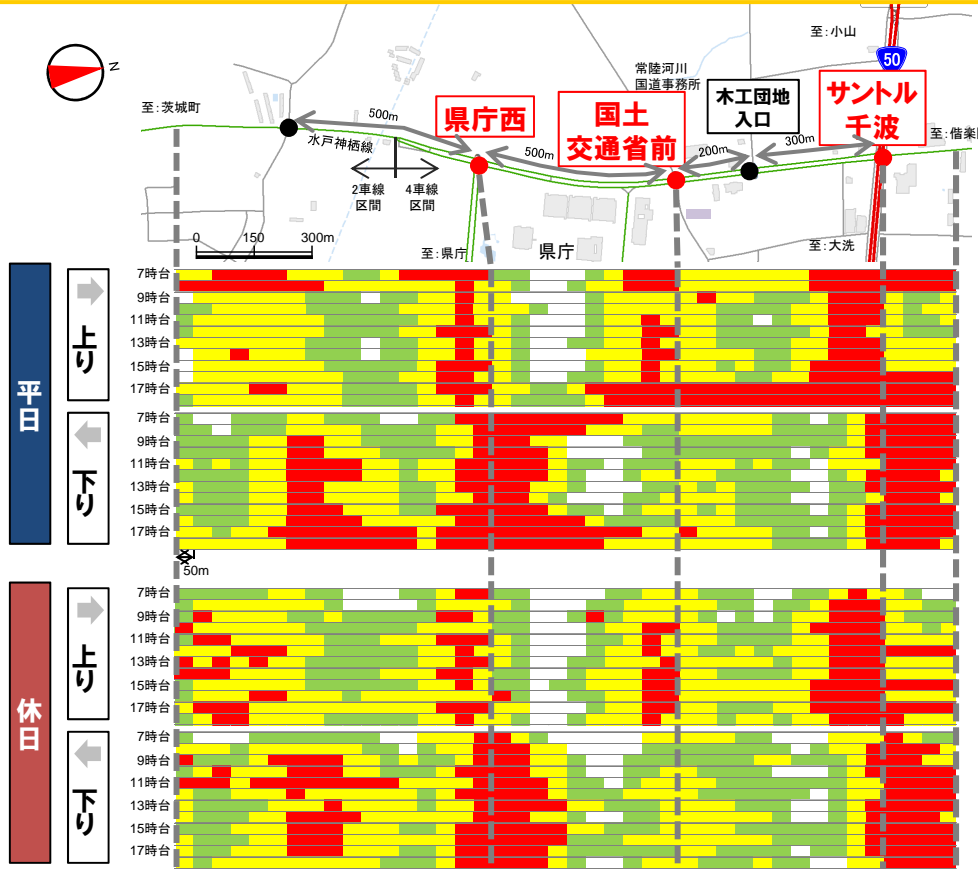 N
至:小山
50
常陸河川
国道事務所
木工団地
入口
サントル
千波
至:茨城町
500m
県庁西
国土
交通省前
200m
300m
至:偕楽
水戸神栖線
500m
2車線
区間
4車線
区間
0 150 300m
至:県庁
県庁
至:大洗
平日
上り
7時台
9時台
11時台
13時台
15時台
17時台
下り
7時台
9時台
11時台
13時台
15時台
17時台
50m
休日
上り
7時台
9時台
11時台
13時台
15時台
17時台
下り
7時台
9時台
11時台
13時台
15時台
17時台